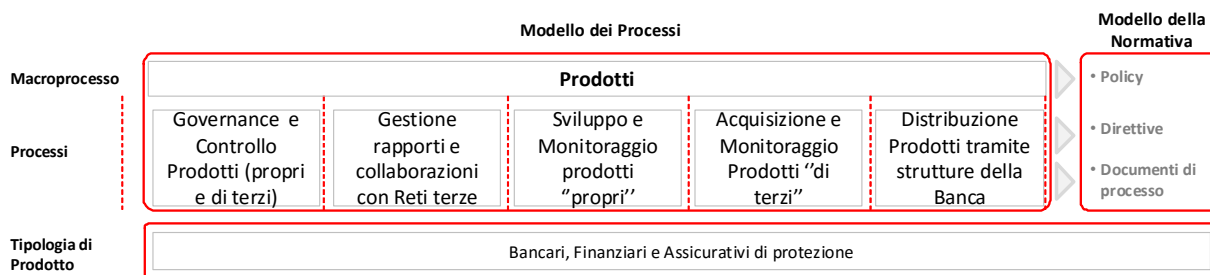 Modello dei Processi
Modello della
Normativa
Macroprocesso
Prodotti
• Policy
Processi
Governance e
Controllo
Prodotti (propri
e di terzi)
Gestione
rapporti e
collaborazioni
con Reti terze
Sviluppo e
Monitoraggio
prodotti
‘’propri’’
Acquisizione e
Monitoraggio
Prodotti ‘’di
terzi’’
Distribuzione
Prodotti tramite
strutture della
Banca
• Direttive
• Documenti di
processo
Tipologia di
Prodotto
Bancari, Finanziari e Assicurativi di protezione